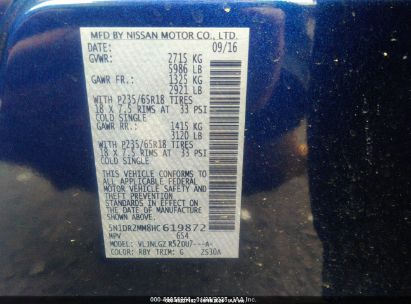 MFD BY NISSAN MOTOR CO., LTD.
DATE: 09/16
GVWR: 2715 KG
5986 LB
GAWR FR.: 1325 KG
2921 LB
WITH P235/65R18 TIRES
18 X 7.5 RIMS AT 33 PSI
COLD SINGLE
GAWR RR.: 1415 KG
3120 LB
WITH P235/65R18 TIRES
18 X 7.5 RIMS AT 33 PSI
COLD SINGLE
THIS VEHICLE CONFORMS TO ALL
APPLICABLE U.S. FEDERAL MOTOR
VEHICLE SAFETY STANDARDS
IN EFFECT ON THE DATE OF
MANUFACTURE SHOWN ABOVE.
5N1DR2MM8HC619872
MPV
MODEL: VLJNLGZ R52DU7---A-
COLOR: RBY TRIM: G